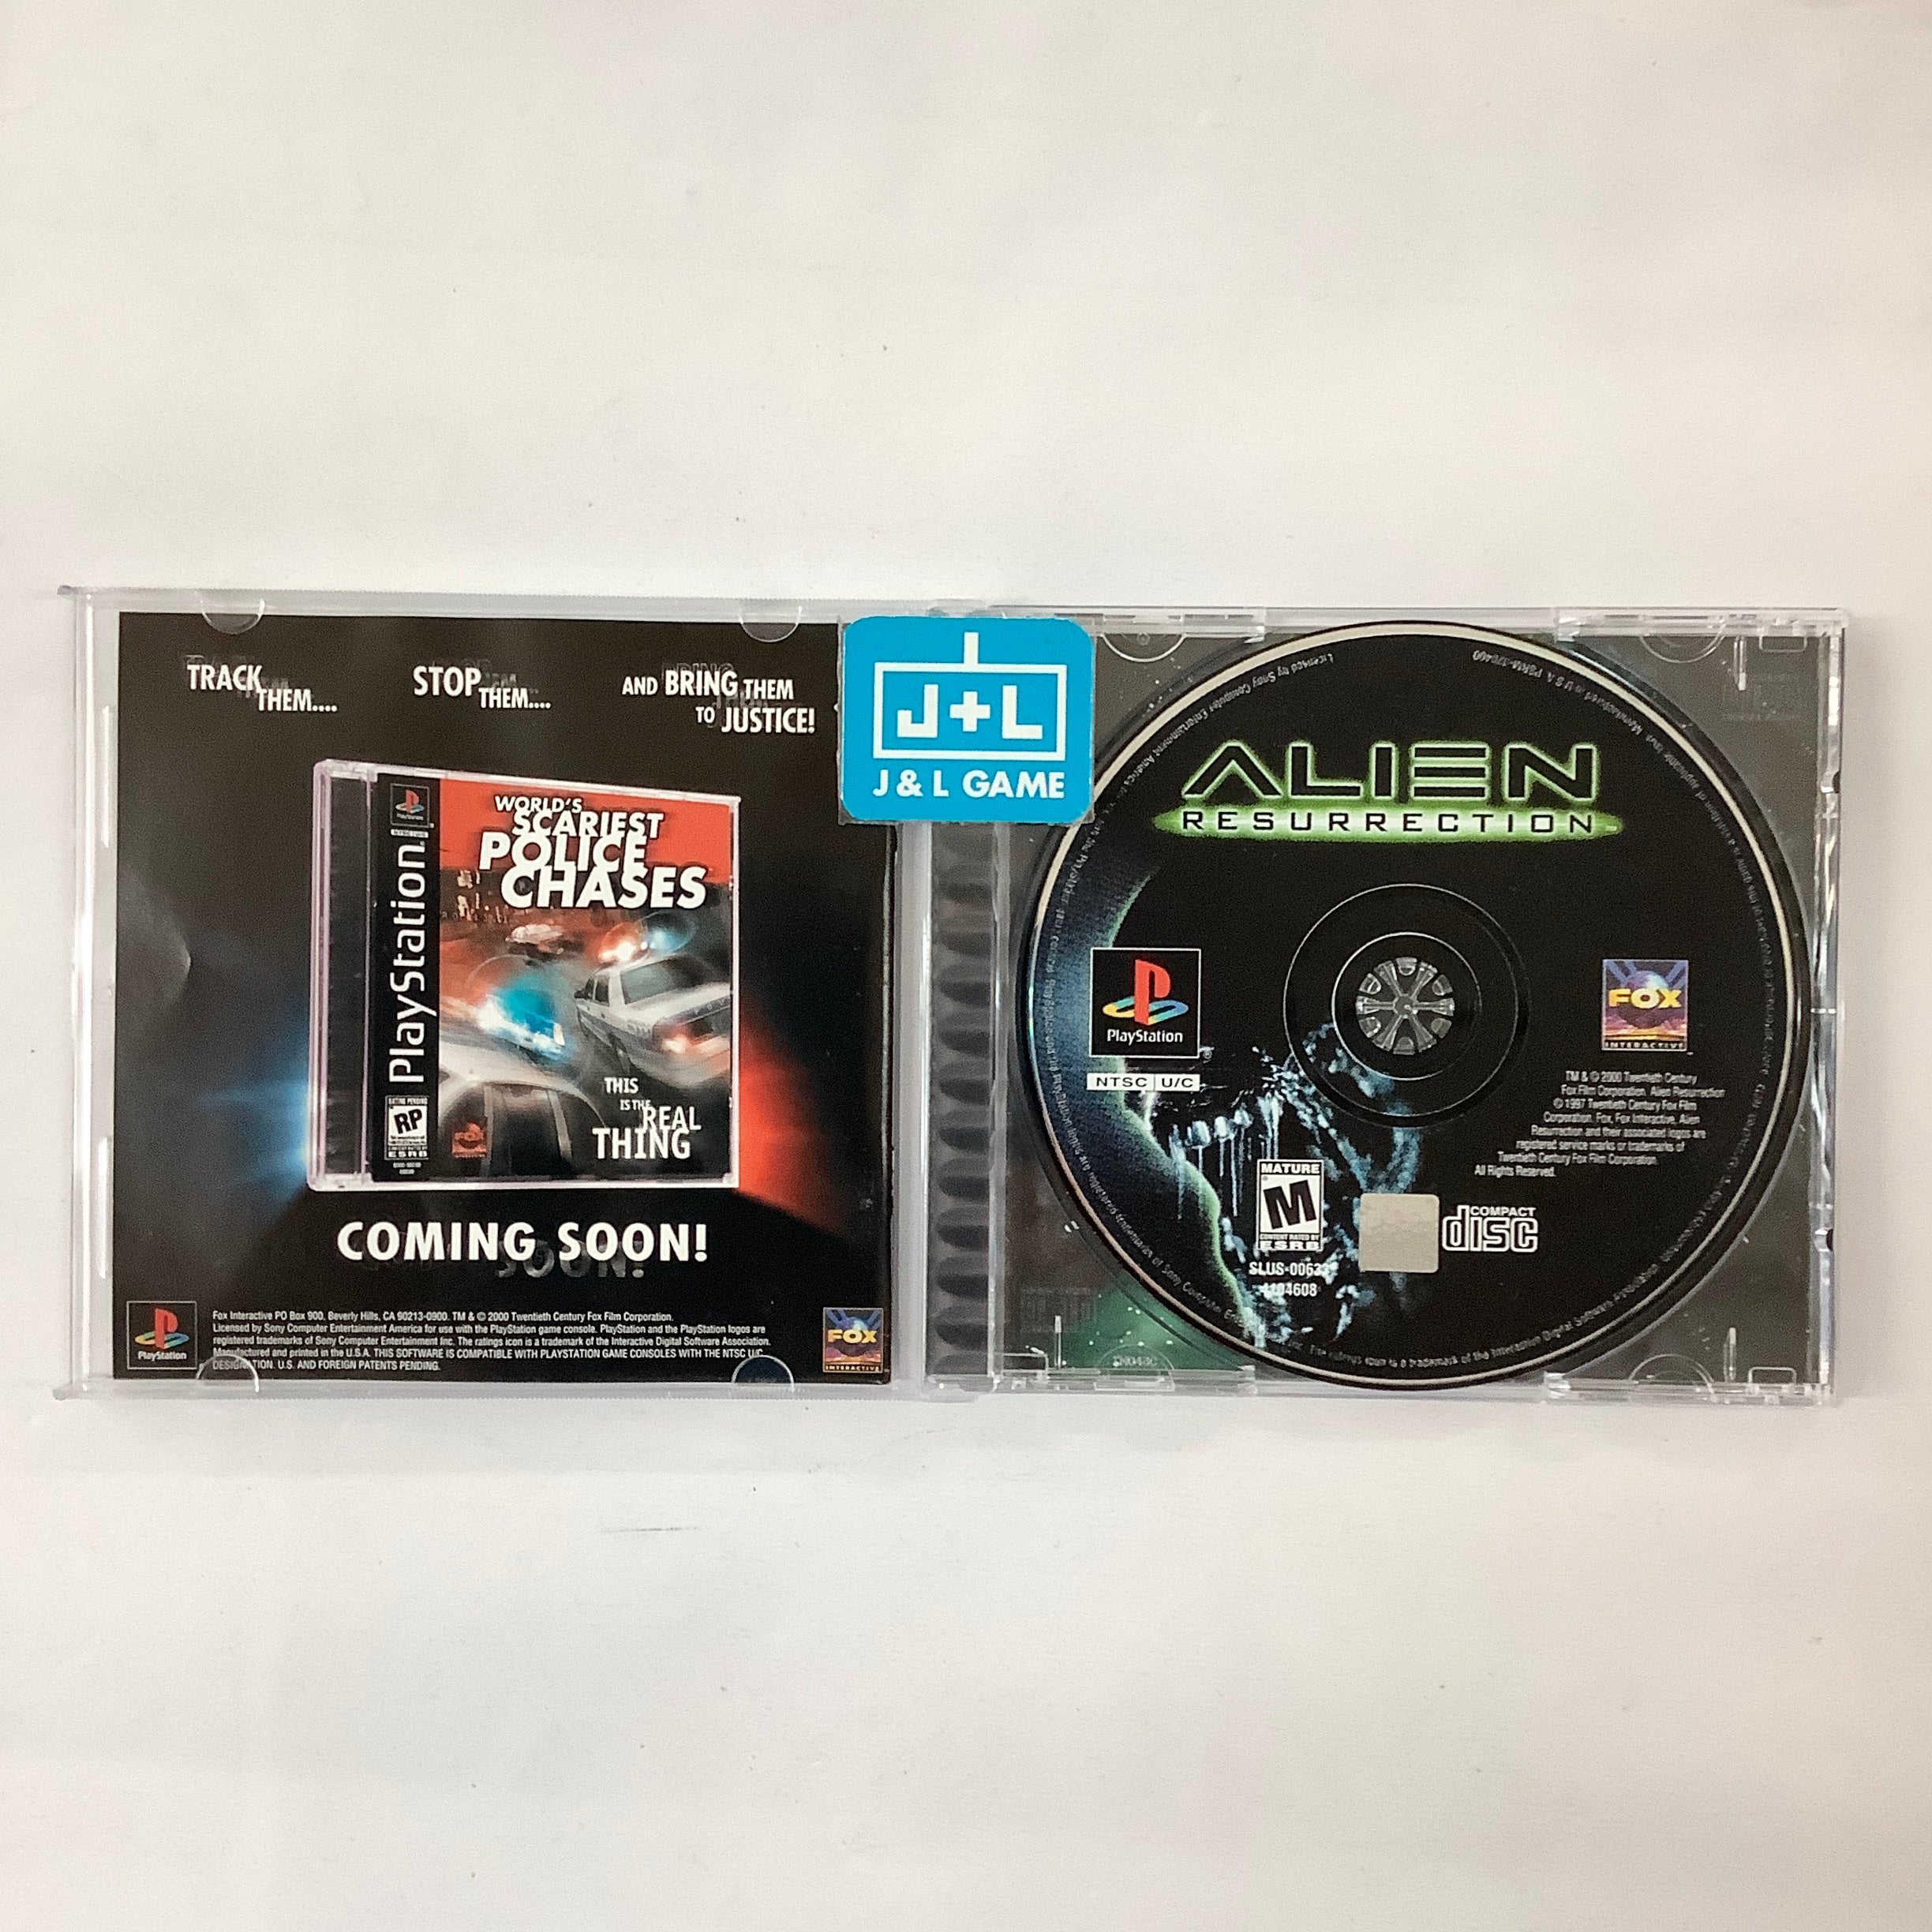 TRACK THEM....
STOP THEM....
AND BRING THEM
TO JUSTICE!
PlayStation
WORLD'S
SCARIEST
POLICE
CHASES
PlayStation
RATING PENDING
RP
ESRB
THIS
IS THE REAL
THING
COMING SOON!
PlayStation
Fox Interactive PO Box 900, Beverly Hills, CA 90213-0900. TM & © 2000 Twentieth Century Fox Film Corporation.
Licensed by Sony Computer Entertainment America for use with the PlayStation game console. PlayStation and the PlayStation logos are
registered trademarks of Sony Computer Entertainment Inc. The ratings icon is a trademark of the Interactive Digital Software Association.
Manufactured and printed in the U.S.A. THIS SOFTWARE IS COMPATIBLE WITH PLAYSTATION GAME CONSOLES WITH THE NTSC U/C
DESIGNATION. U.S. AND FOREIGN PATENTS PENDING.
FOX
INTERACTIVE
J+L
J & L GAME
ALIEN
RESURRECTION
PlayStation
NTSC U/C
FOX
INTERACTIVE
TM & © 2000 Twentieth Century
Fox Film Corporation. Alien Resurrection
© 1997 Twentieth Century Fox Film
Corporation. Fox, Fox Interactive, Alien
Resurrection and their associated logos are
registered service marks or trademarks of
Twentieth Century Fox Film Corporation.
All Rights Reserved.
MATURE
M
CONTENT RATED BY
ESRB
SLUS-00633
4104608
COMPACT
disc